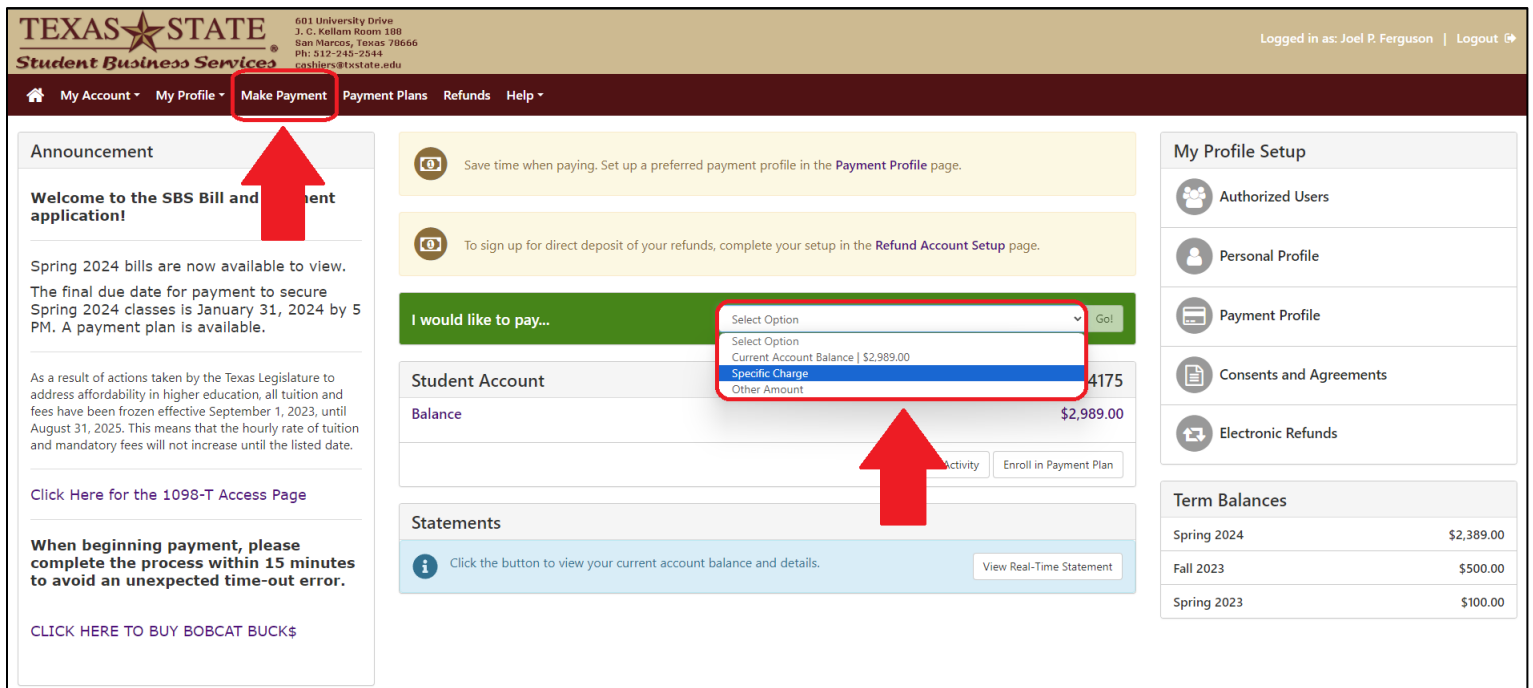 TEXAS STATE ®
Student Business Services
601 University Drive
J. C. Kellam Room 188
San Marcos, Texas 78666
Ph: 512-245-2544
cashiers@txstate.edu
Logged in as: Joel P. Ferguson | Logout
My Account My Profile Make Payment Payment Plans Refunds Help
Announcement
Welcome to the SBS Bill and
application!
Spring 2024 bills are now available to view.
The final due date for payment to secure
Spring 2024 classes is January 31, 2024 by 5
PM. A payment plan is available.
As a result of actions taken by the Texas Legislature to
address affordability in higher education, all tuition and
fees have been frozen effective September 1, 2023, until
August 31, 2025. This means that the hourly rate of tuition
and mandatory fees will not increase until the listed date.
Click Here for the 1098-T Access Page
When beginning payment, please
complete the process within 15 minutes
to avoid an unexpected time-out error.
CLICK HERE TO BUY BOBCAT BUCK$
Save time when paying. Set up a preferred payment profile in the Payment Profile page.
To sign up for direct deposit of your refunds, complete your setup in the Refund Account Setup page.
I would like to pay...
Select Option
Go!
Select Option
Current Account Balance | $2,989.00
Specific Charge
Other Amount
Student Account
4175
Balance
$2,989.00
Activity
Enroll in Payment Plan
Statements
Click the button to view your current account balance and details.
View Real-Time Statement
My Profile Setup
Authorized Users
Personal Profile
Payment Profile
Consents and Agreements
Electronic Refunds
Term Balances
Spring 2024 $2,389.00
Fall 2023 $500.00
Spring 2023 $100.00